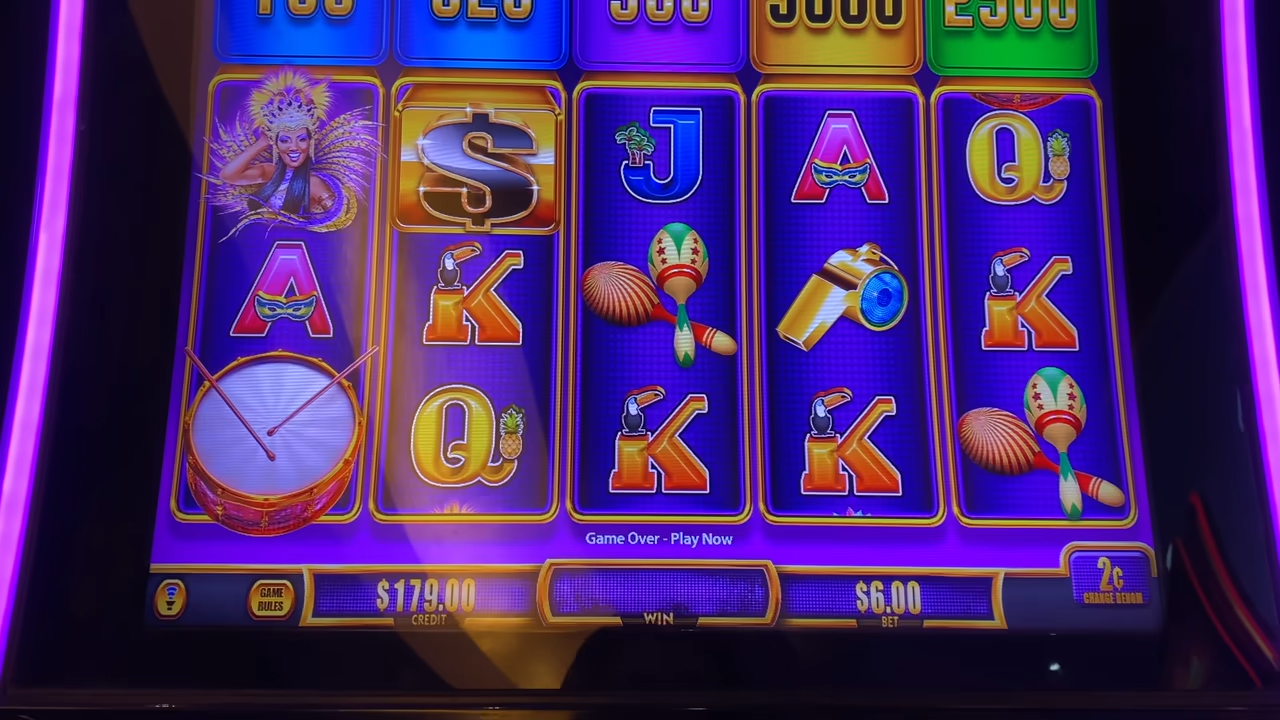 $
J
A
Q
A
K
K
Q
K
K
Game Over - Play Now
GAME
RULES
$179.00
CREDIT
WIN
$6.00
BET
2¢
CHANGE DENOM